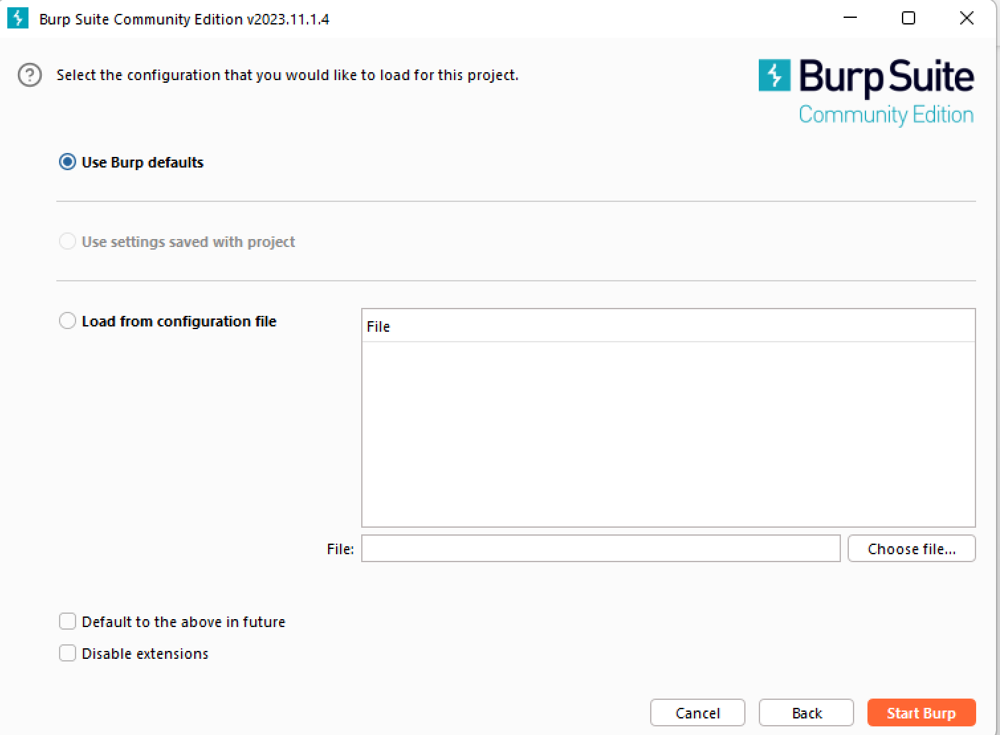 Burp Suite Community Edition v2023.11.1.4
? Select the configuration that you would like to load for this project.
Burp Suite
Community Edition
Use Burp defaults
Use settings saved with project
Load from configuration file
File
File:
Choose file...
Default to the above in future
Disable extensions
Cancel Back Start Burp